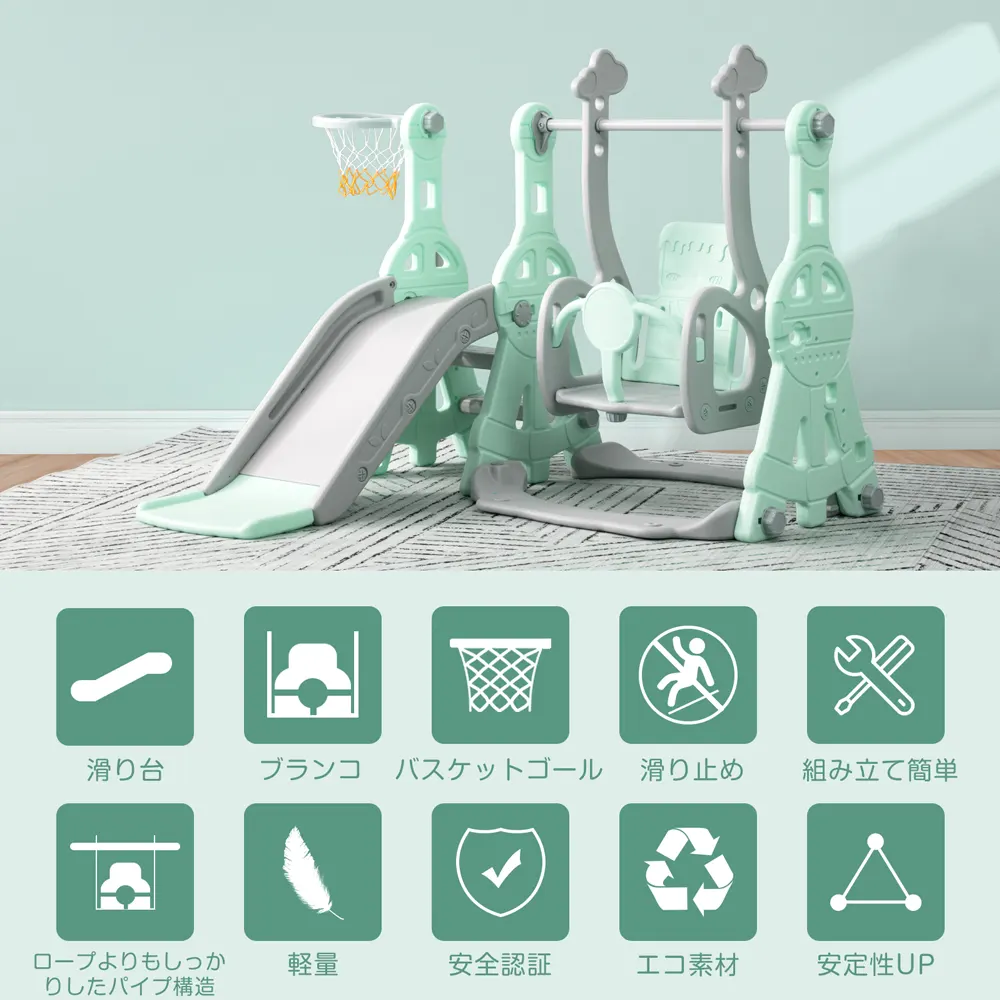 滑り台
ブランコ
バスケットゴール
滑り止め
組み立て簡単
ロープよりもしっか
りしたパイプ構造
軽量
安全認証
エコ素材
安定性UP